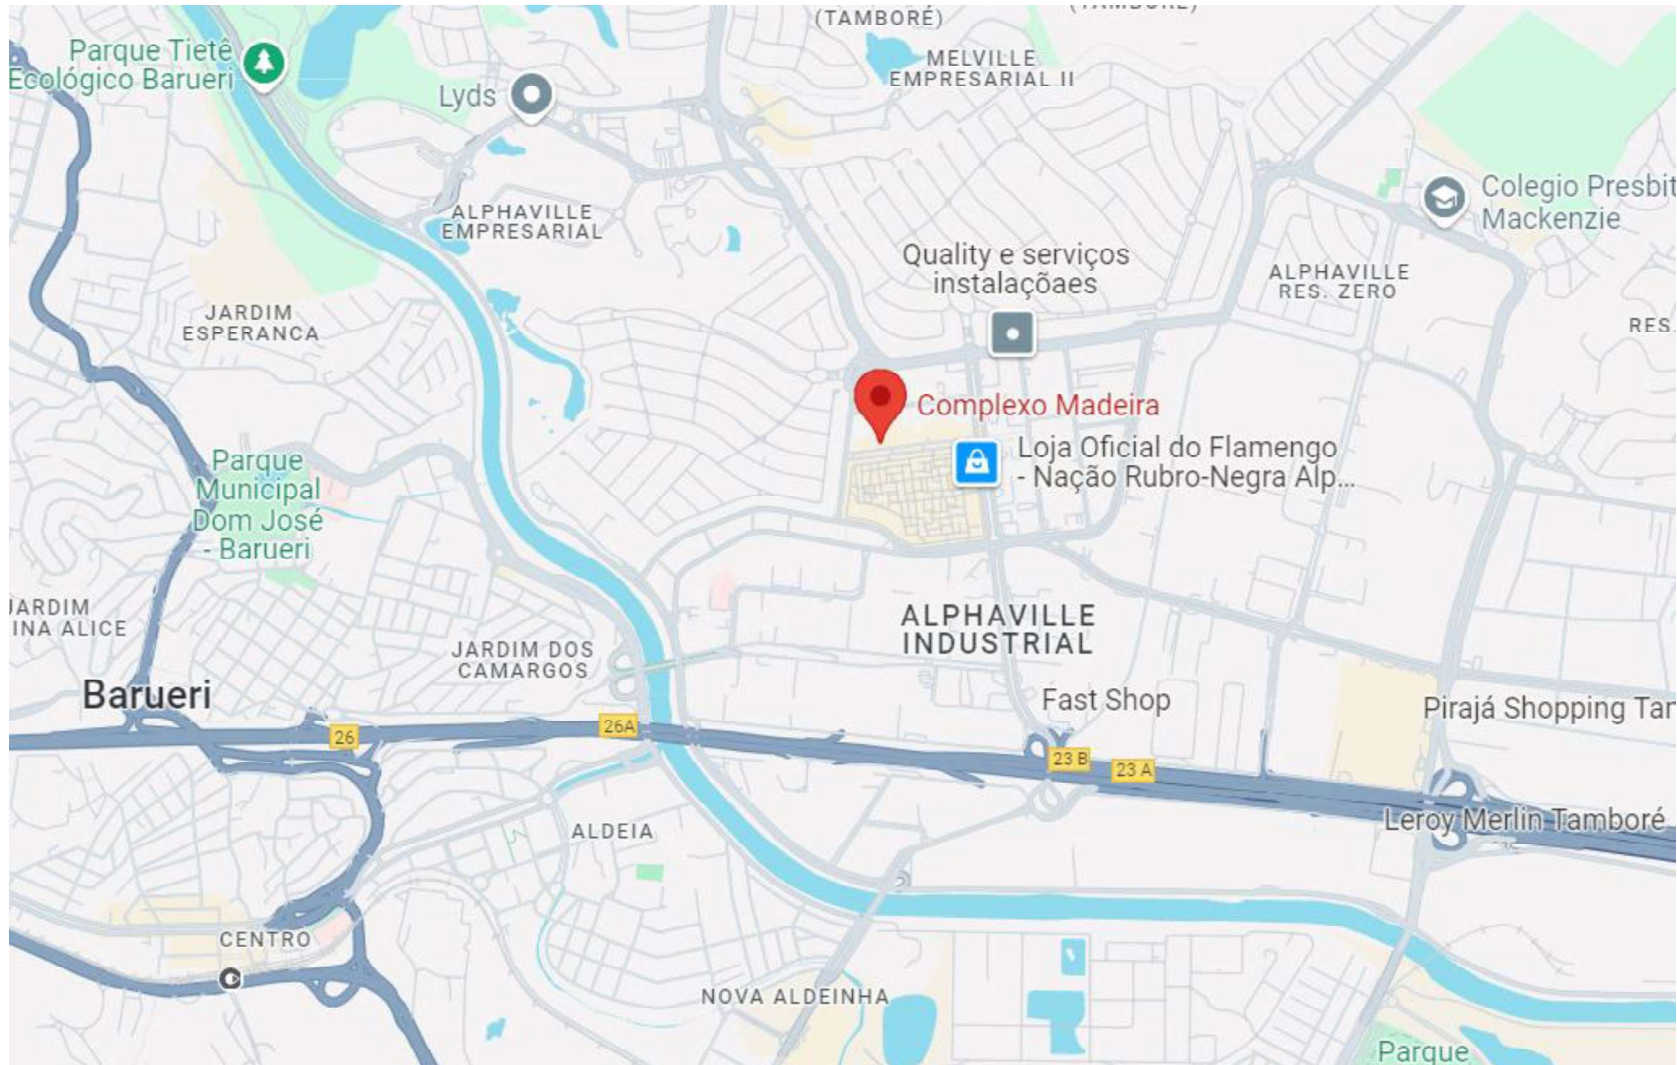 (TAMBORÉ)
(TAMBORÉ)
Parque Tietê
Ecológico Barueri
Lyds
MELVILLE
EMPRESARIAL II
Colegio Presbit
Mackenzie
ALPHAVILLE
EMPRESARIAL
Quality e serviços
instalaçõaes
ALPHAVILLE
RES. ZERO
JARDIM
ESPERANCA
RES.
Complexo Madeira
Loja Oficial do Flamengo
- Nação Rubro-Negra Alp...
Parque
Municipal
Dom José
- Barueri
JARDIM
INA ALICE
ALPHAVILLE
INDUSTRIAL
JARDIM DOS
CAMARGOS
Barueri
Fast Shop
Pirajá Shopping Tam
26
26A
23 B
23 A
Leroy Merlin Tamboré
ALDEIA
CENTRO
NOVA ALDEINHA
Parque